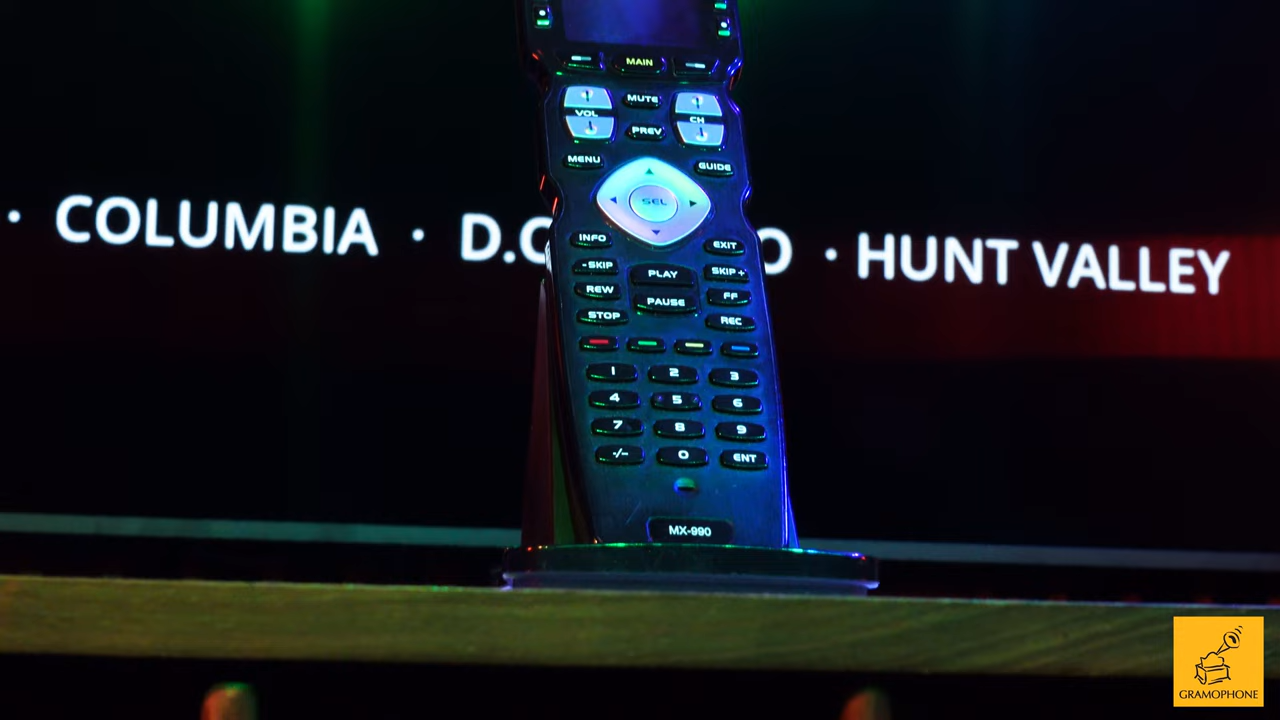 MAIN
VOL
MUTE
CH
PREV
MENU
GUIDE
SEL
· COLUMBIA · · HUNT VALLEY
INFO
EXIT
-SKIP
PLAY
SKIP+
REW
PAUSE
FF
STOP
REC
1 2 3
4 5 6
7 8 9
-/-- 0 ENT
MX-990
GRAMOPHONE